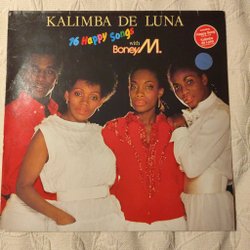 KALIMBA DE LUNA
16 Happy Songs
with
Boney M.